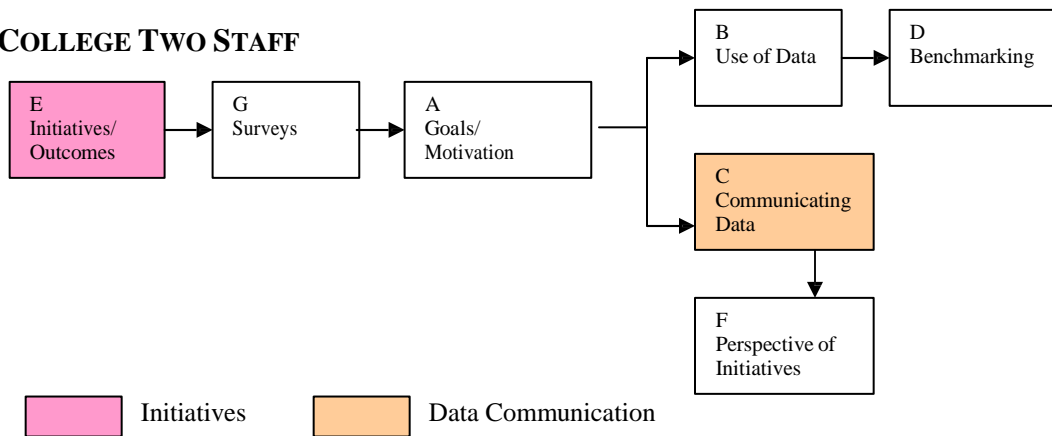 COLLEGE TWO STAFF
E
Initiatives/
Outcomes
G
Surveys
A
Goals/
Motivation
B
Use of Data
D
Benchmarking
C
Communicating
Data
F
Perspective of
Initiatives
Initiatives
Data Communication